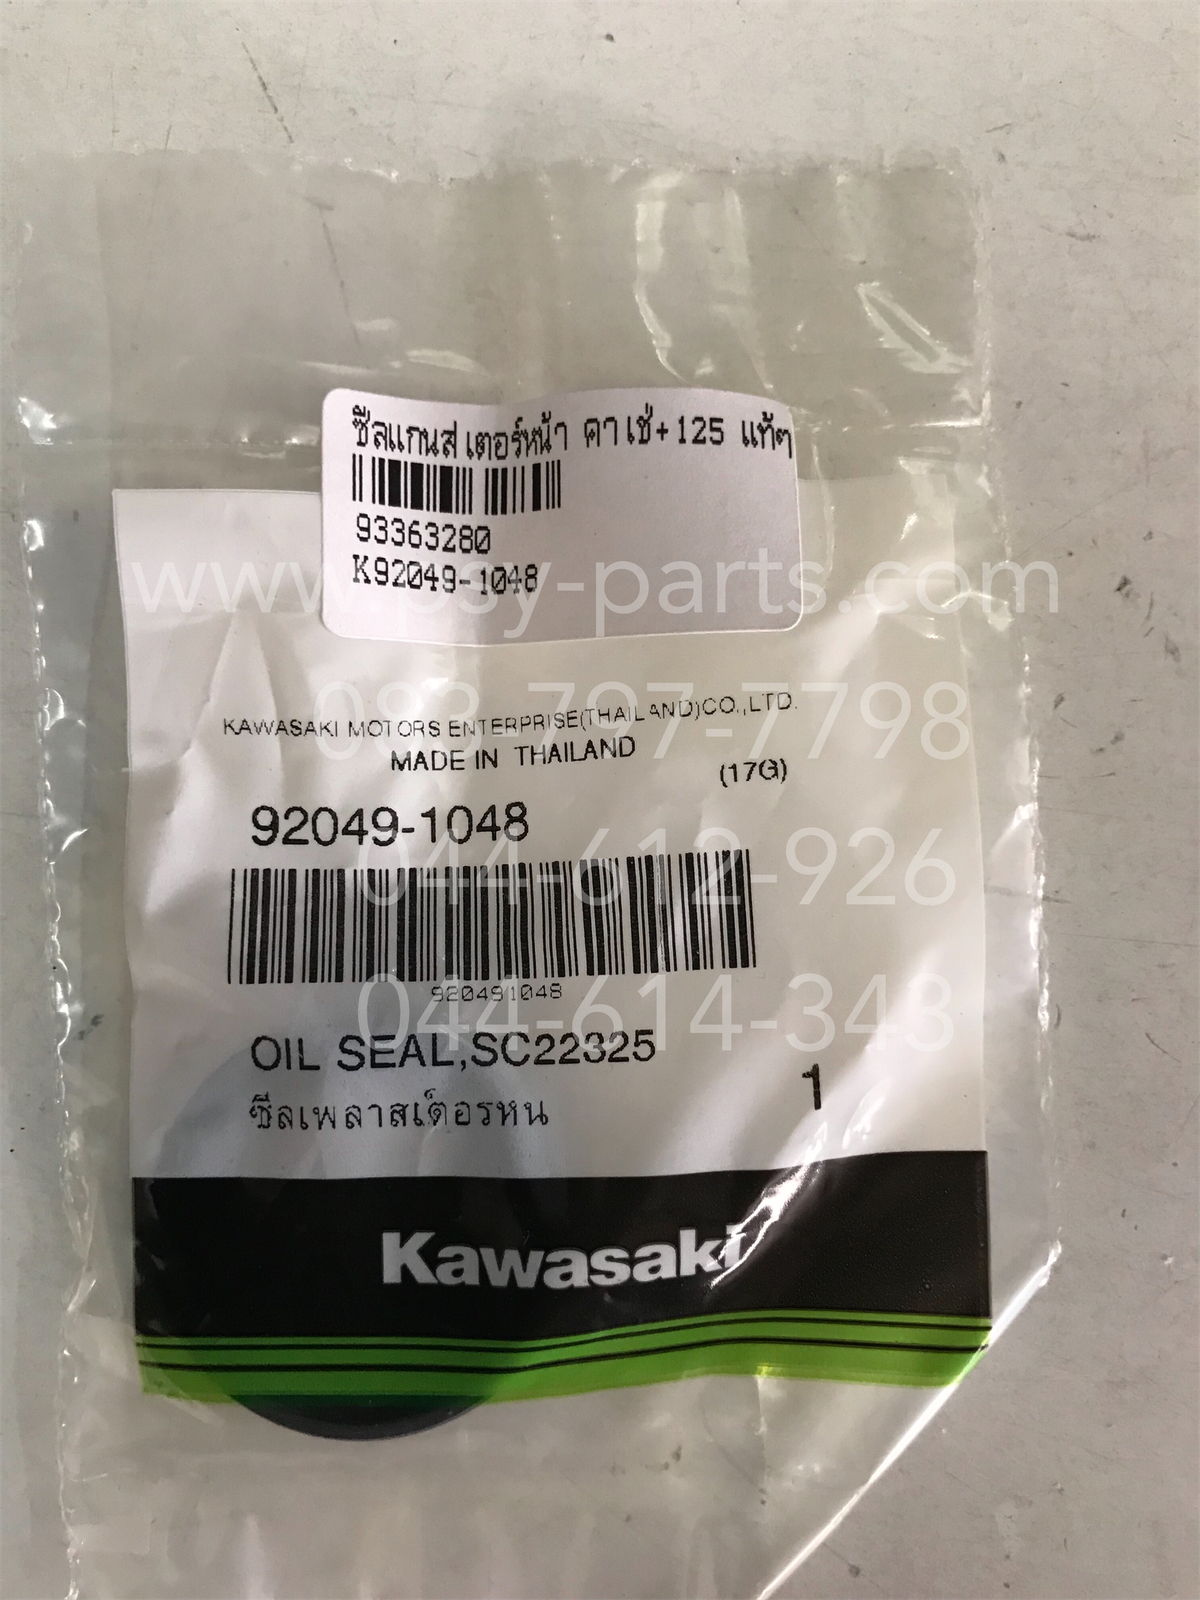 ซีลแกนสเตอร์หน้า คาเซ่+125 แท้ๆ
93363280
K92049-1048
www.psy-parts.com
083-797-7798
KAWASAKI MOTORS ENTERPRISE(THAILAND)CO.,LTD.
MADE IN THAILAND
(17G)
92049-1048
044-612-926
920491048
044-614-343
OIL SEAL,SC22325
1
ซีลเพลาสเต็อรหน
Kawasaki